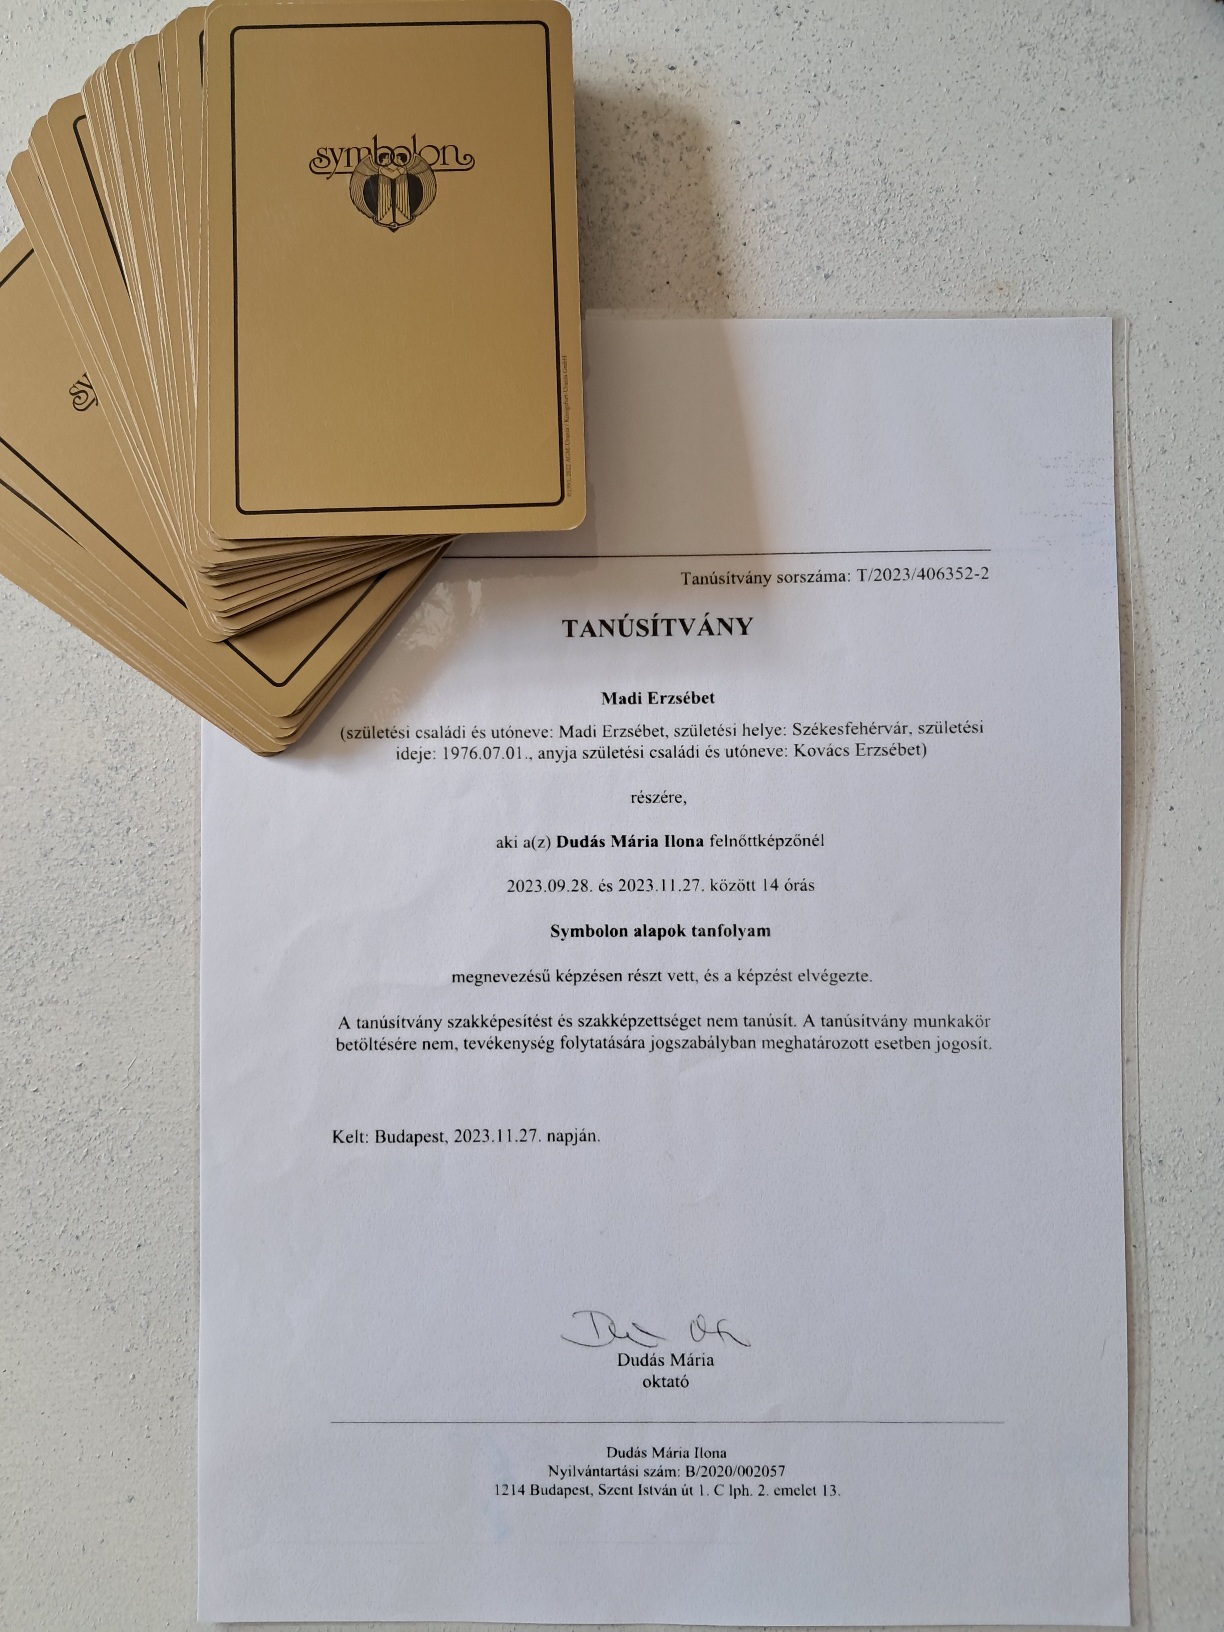 symbolon
sy
Tanúsítvány sorszáma: T/2023/406352-2
TANÚSÍTVÁNY
Madi Erzsébet
(születési családi és utóneve: Madi Erzsébet, születési helye: Székesfehérvár, születési
ideje: 1976.07.01., anyja születési családi és utóneve: Kovács Erzsébet)
részére,
aki a(z) Dudás Mária Ilona felnőttképzőnél
2023.09.28. és 2023.11.27. között 14 órás
Symbolon alapok tanfolyam
megnevezésű képzésen részt vett, és a képzést elvégezte.
A tanúsítvány szakképesítést és szakképzettséget nem tanúsít. A tanúsítvány munkakör
betöltésére nem, tevékenység folytatására jogszabályban meghatározott esetben jogosít.
Kelt: Budapest, 2023.11.27. napján.
Dudás Mária
oktató
Dudás Mária Ilona
Nyilvántartási szám: B/2020/002057
1214 Budapest, Szent István út 1. C lph. 2. emelet 13.